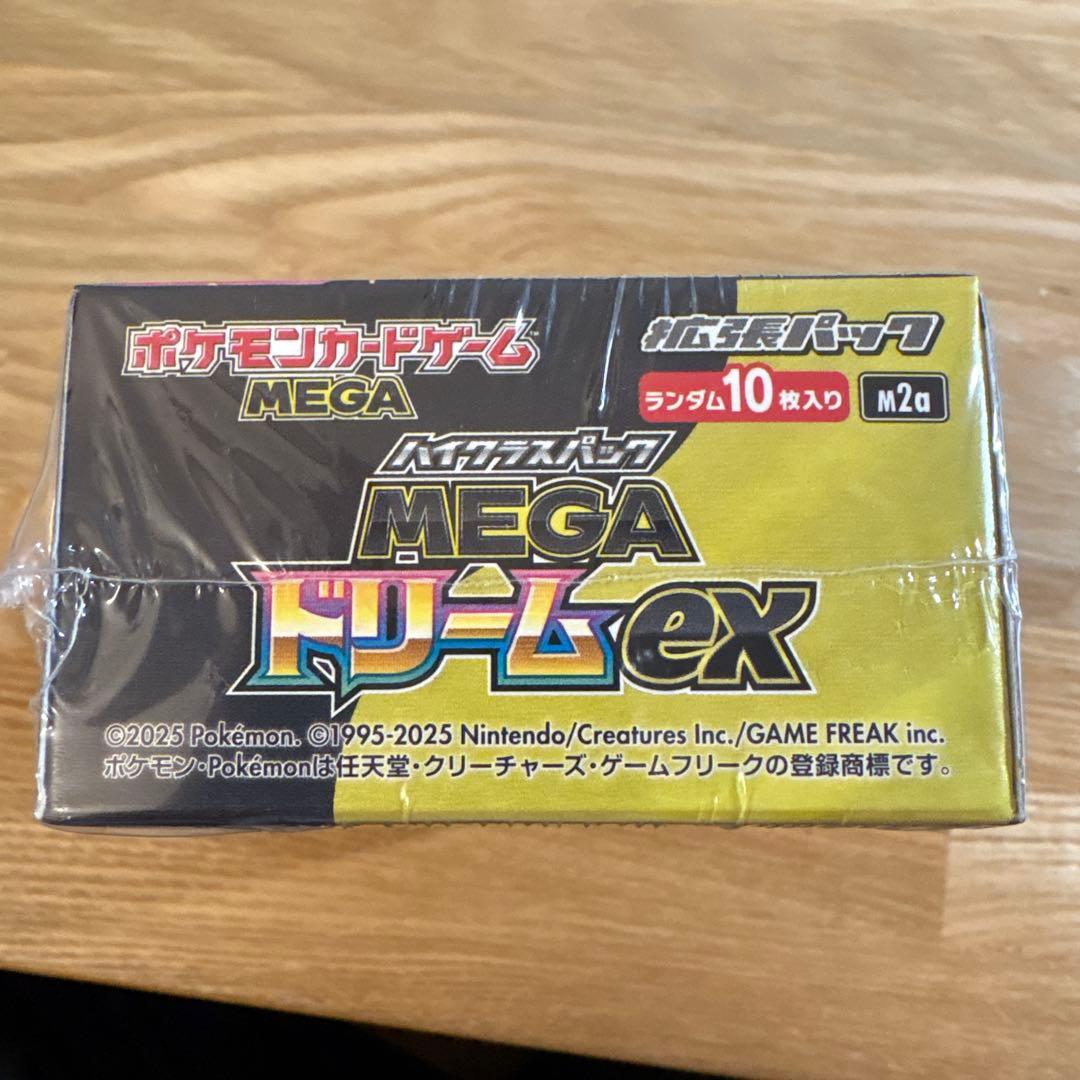 ポケモンカードゲーム
MEGA
拡張パック
ランダム10枚入り M2a
ハイクラスパック
MEGA
ドリームex
©2025 Pokémon. ©1995-2025 Nintendo/Creatures Inc./GAME FREAK inc.
ポケモン・Pokémonは任天堂・クリーチャーズ・ゲームフリークの登録商標です。